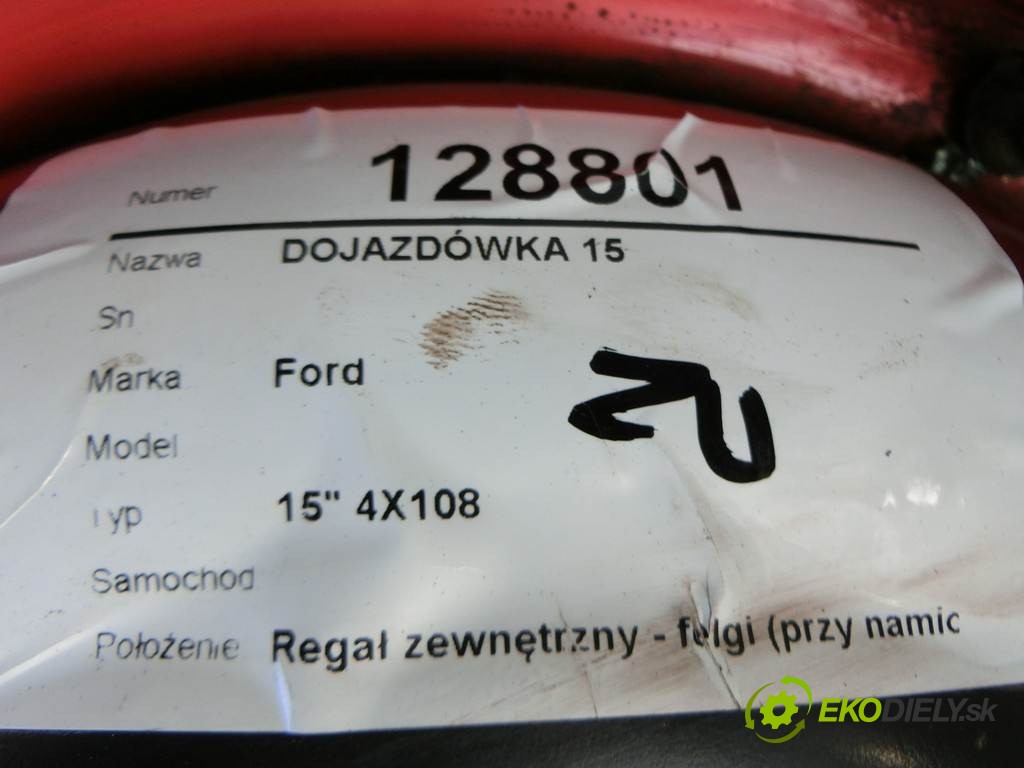 Numer 128801
Nazwa DOJAZDÓWKA 15
Sn
Marka Ford
Model
Typ 15" 4X108
Samochod
Położenie Regał zewnętrzny - felgi (przy namic
EKODIELY.sk